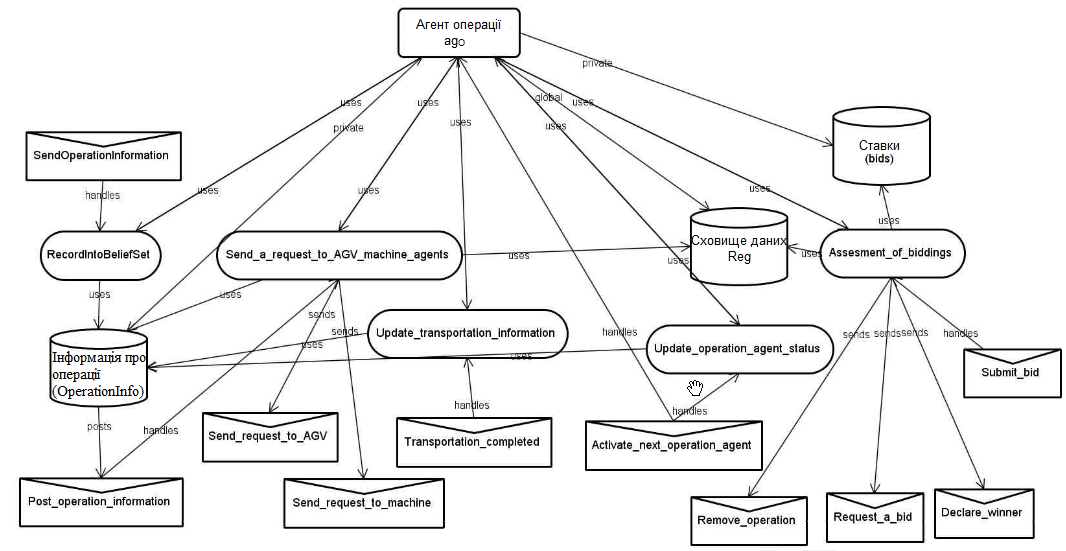 Агент операції
ago
private
uses
uses
global
uses
uses
uses
private
uses
Ставки
(bids)
SendOperationInformation
handles
uses
uses
uses
uses
RecordIntoBeliefSet
Send_a_request_to_AGV_machine_agents
uses
Сховище даних
Reg
uses
uses
Assesment_of_biddings
uses
uses
sends
sends
uses
Update_transportation_information
uses
handles
Update_operation_agent_status
sends
sends
sends
handles
Інформація про
операції
(OperationInfo)
Submit_bid
posts
handles
handles
handles
Send_request_to_AGV
Transportation_completed
Activate_next_operation_agent
Post_operation_information
Send_request_to_machine
Remove_operation
Request_a_bid
Declare_winner